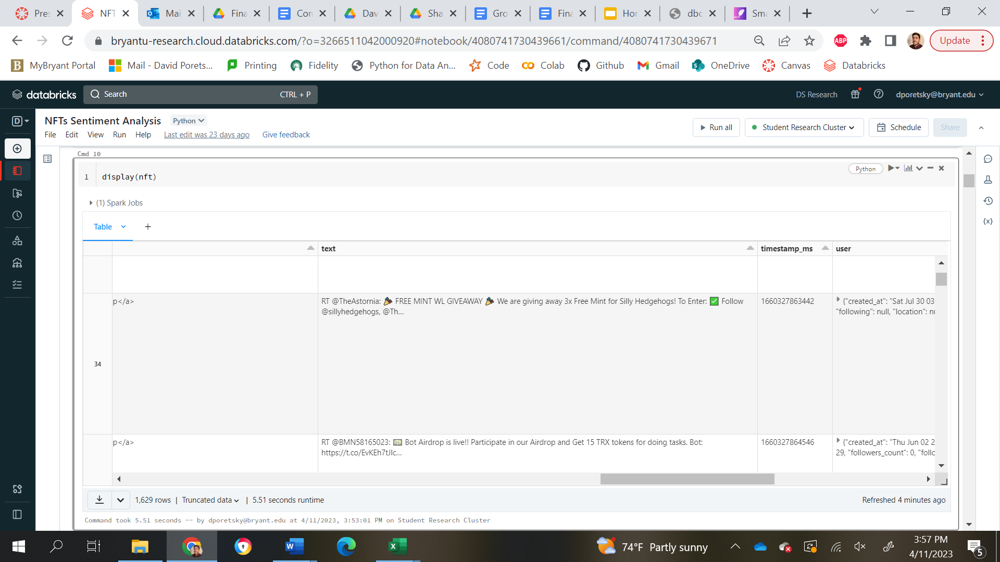 Pres
NFT
Mai
Fina
Con
Dav
Sha
Gro
Fina
Hor
dbc
Sma
bryantu-research.cloud.databricks.com/?o=3266511042000920#notebook/4080741730439661/command/4080741730439671
ABP
Update
MyBryant Portal
Mail - David Porets...
Printing
Fidelity
Python for Data An...
Code
Colab
Github
Gmail
OneDrive
Canvas
Databricks
databricks
Search
CTRL + P
DS Research
dporetsky@bryant.edu
D
NFTs Sentiment Analysis
Python
File Edit View Run Help Last edit was 23 days ago Give feedback
Run all
Student Research Cluster
Schedule
Share
Cmd 10
Python
1 display(nft)
(1) Spark Jobs
Table
text timestamp_ms user
34
p</a>
RT @TheAstornia: 🎉 FREE MINT WL GIVEAWAY 🎉 We are giving away 3x Free Mint for Silly Hedgehogs! To Enter: ✅ Follow
@sillyhedgehogs, @Th...
1660327863442
{"created_at": "Sat Jul 30 03
"following": null, "location": nu
p</a>
RT @BMN58165023: 💵 Bot Airdrop is live!! Participate in our Airdrop and Get 15 TRX tokens for doing tasks. Bot:
https://t.co/EvKEh7tJIc...
1660327864546
{"created_at": "Thu Jun 02 2
29, "followers_count": 0, "follo
1,629 rows | Truncated data | 5.51 seconds runtime
Refreshed 4 minutes ago
Command took 5.51 seconds -- by dporetsky@bryant.edu at 4/11/2023, 3:53:01 PM on Student Research Cluster
{x}
74°F Partly sunny
3:57 PM
4/11/2023
5